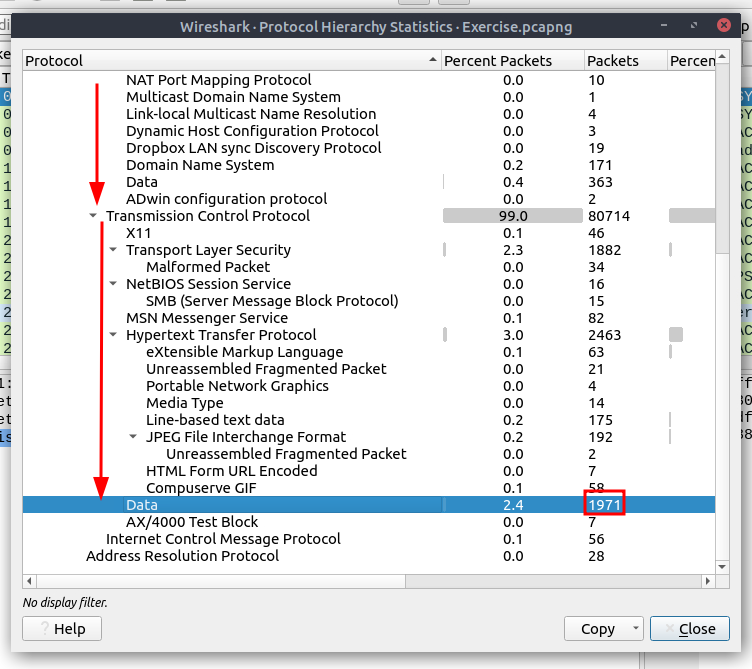 Wireshark · Protocol Hierarchy Statistics · Exercise.pcapng
Protocol Percent Packets Packets Percen
NAT Port Mapping Protocol 0.0 10
Multicast Domain Name System 0.0 1
Link-local Multicast Name Resolution 0.0 4
Dynamic Host Configuration Protocol 0.0 3
Dropbox LAN sync Discovery Protocol 0.0 19
Domain Name System 0.2 171
Data 0.4 363
ADwin configuration protocol 0.0 2
Transmission Control Protocol 99.0 80714
X11 0.1 46
Transport Layer Security 2.3 1882
Malformed Packet 0.0 34
NetBIOS Session Service 0.0 16
SMB (Server Message Block Protocol) 0.0 15
MSN Messenger Service 0.1 82
Hypertext Transfer Protocol 3.0 2463
eXtensible Markup Language 0.1 63
Unreassembled Fragmented Packet 0.0 21
Portable Network Graphics 0.0 4
Media Type 0.0 14
Line-based text data 0.2 175
JPEG File Interchange Format 0.2 192
Unreassembled Fragmented Packet 0.0 2
HTML Form URL Encoded 0.0 7
Compuserve GIF 0.1 58
Data 2.4 1971
AX/4000 Test Block 0.0 7
Internet Control Message Protocol 0.1 56
Address Resolution Protocol 0.0 28
No display filter.
? Help Copy Close